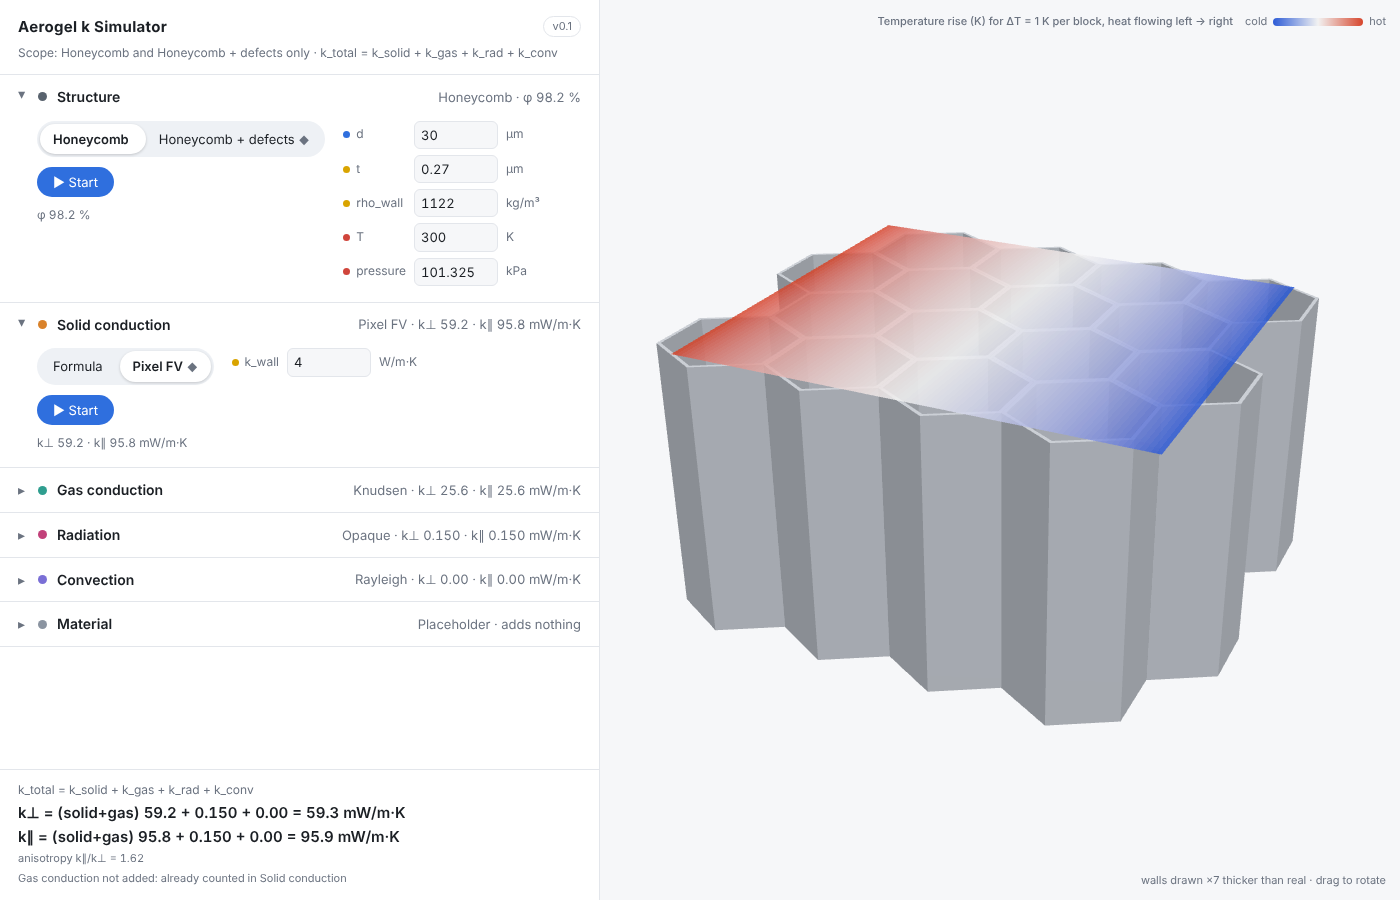 Aerogel k Simulator
v0.1
Scope: Honeycomb and Honeycomb + defects only · k_total = k_solid + k_gas + k_rad + k_conv
▼ Structure
Honeycomb · φ 98.2 %
Honeycomb
Honeycomb + defects ◆
▶ Start
φ 98.2 %
d 30 µm
t 0.27 µm
rho_wall 1122 kg/m³
T 300 K
pressure 101.325 kPa
▼ Solid conduction
Pixel FV · k⊥ 59.2 · k∥ 95.8 mW/m·K
Formula
Pixel FV ◆
k_wall 4 W/m·K
▶ Start
k⊥ 59.2 · k∥ 95.8 mW/m·K
▶ Gas conduction
Knudsen · k⊥ 25.6 · k∥ 25.6 mW/m·K
▶ Radiation
Opaque · k⊥ 0.150 · k∥ 0.150 mW/m·K
▶ Convection
Rayleigh · k⊥ 0.00 · k∥ 0.00 mW/m·K
▶ Material
Placeholder · adds nothing
k_total = k_solid + k_gas + k_rad + k_conv
k⊥ = (solid+gas) 59.2 + 0.150 + 0.00 = 59.3 mW/m·K
k∥ = (solid+gas) 95.8 + 0.150 + 0.00 = 95.9 mW/m·K
anisotropy k∥/k⊥ = 1.62
Gas conduction not added: already counted in Solid conduction
Temperature rise (K) for ΔT = 1 K per block, heat flowing left → right
cold
hot
walls drawn ×7 thicker than real · drag to rotate